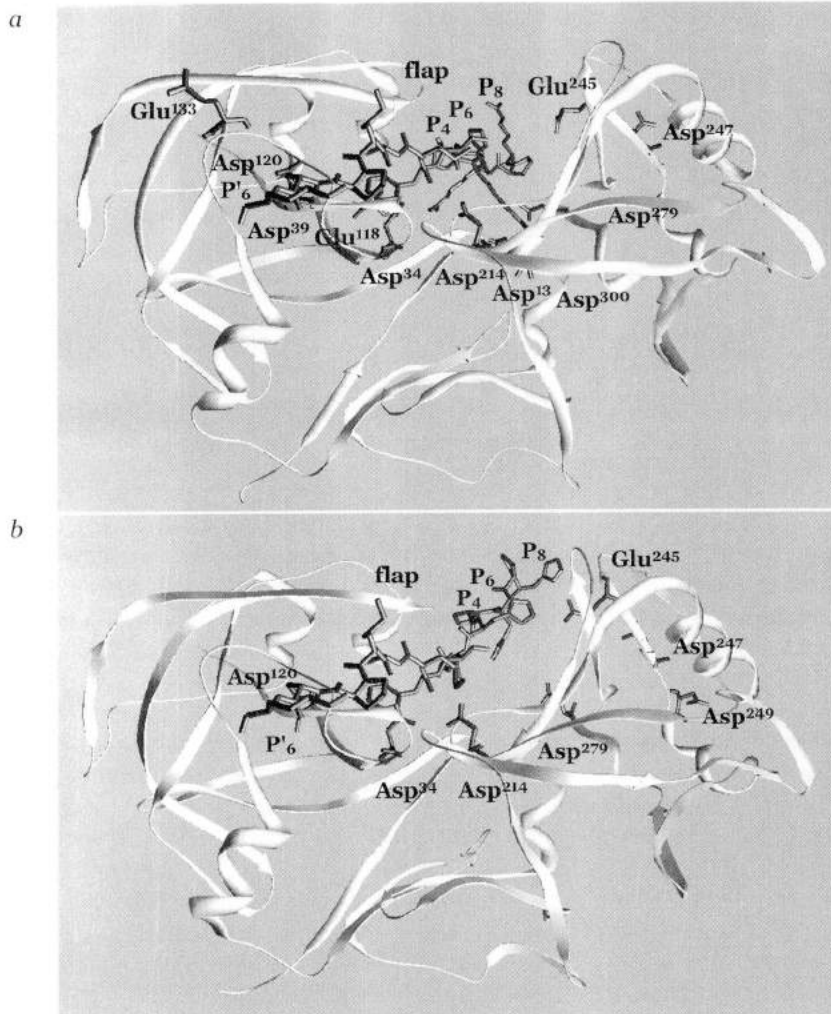 a
flap
P8
Glu245
P6
P4
Glu133
Asp247
Asp120
P'6
Asp39
Glu118
Asp279
Asp34
Asp214
Asp13
Asp300
b
P8
Glu245
flap
P6
P4
Asp247
Asp120
Asp249
P'6
Asp279
Asp34
Asp214